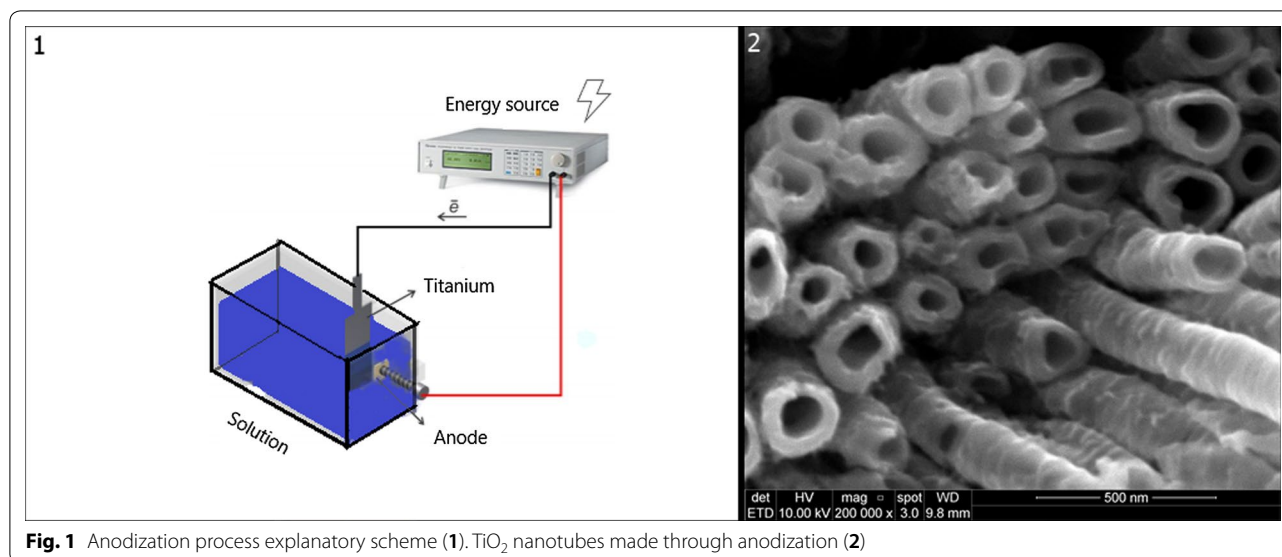 1
Energy source
ē
Titanium
Solution
Anode
2
det HV mag □ spot WD
ETD 10.00 kV 200 000 x 3.0 9.8 mm
500 nm
Fig. 1 Anodization process explanatory scheme (1). TiO₂ nanotubes made through anodization (2)